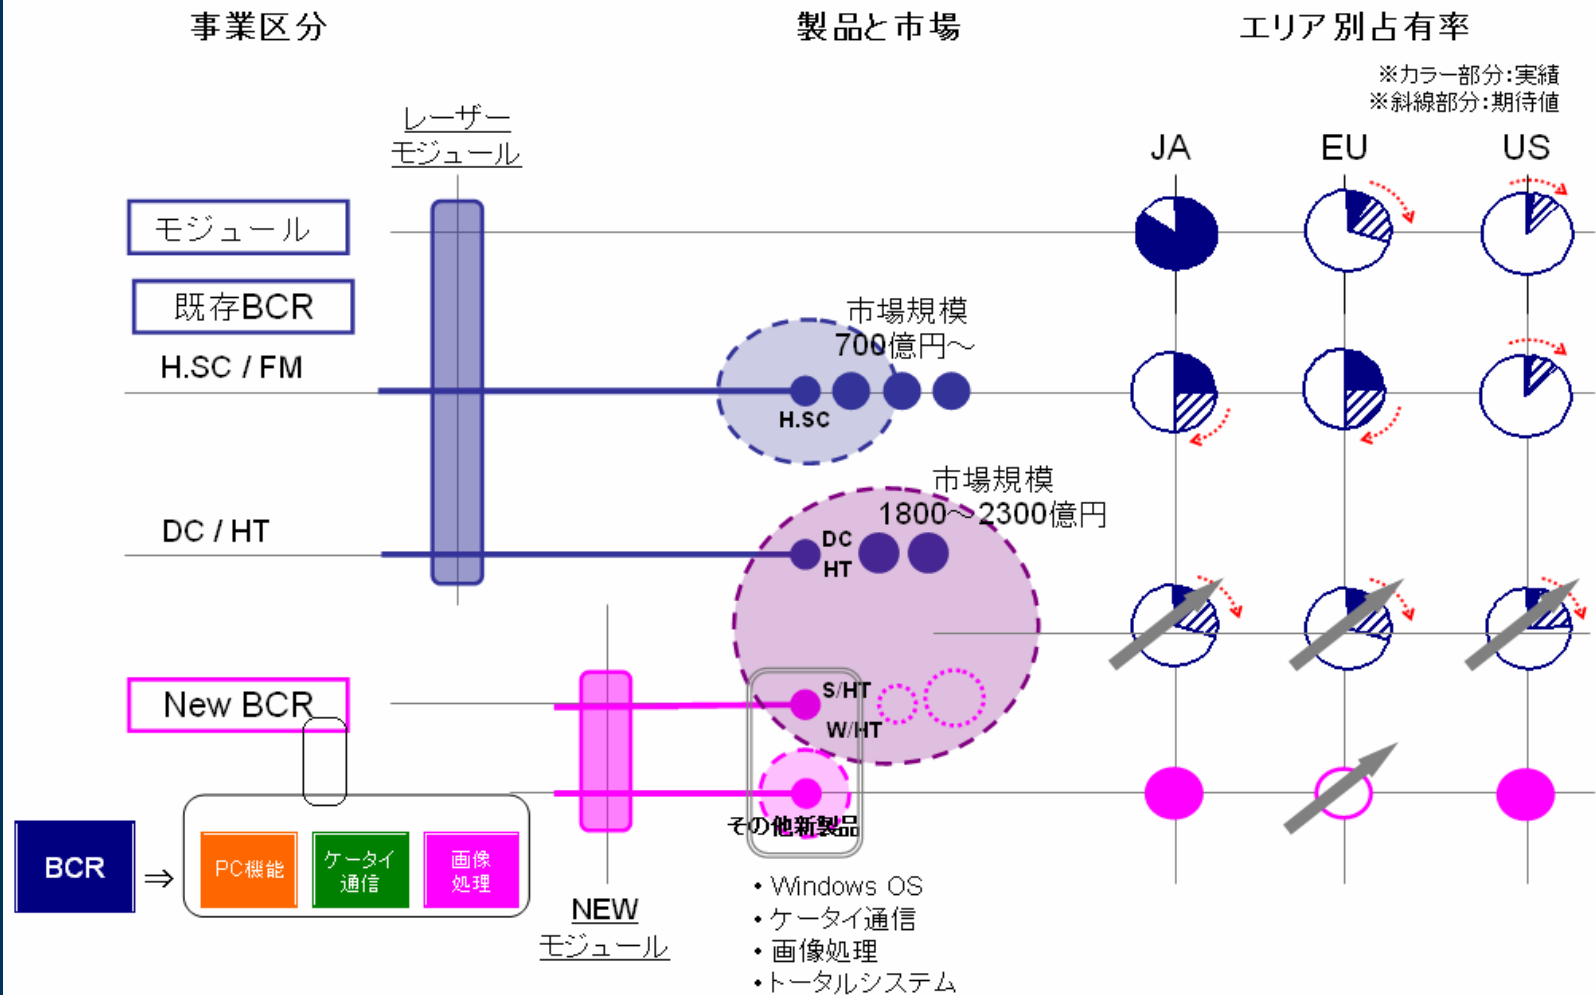 事業区分
製品と市場
エリア別占有率
※カラー部分:実績
※斜線部分:期待値
レーザー
モジュール
JA
EU
US
モジュール
既存BCR
市場規模
700億円～
H.SC / FM
H.SC
市場規模
1800～2300億円
DC / HT
DC
HT
New BCR
S/HT
W/HT
その他新製品
BCR
⇒
PC機能
ケータイ
通信
画像
処理
NEW
モジュール
・Windows OS
・ケータイ通信
・画像処理
・トータルシステム